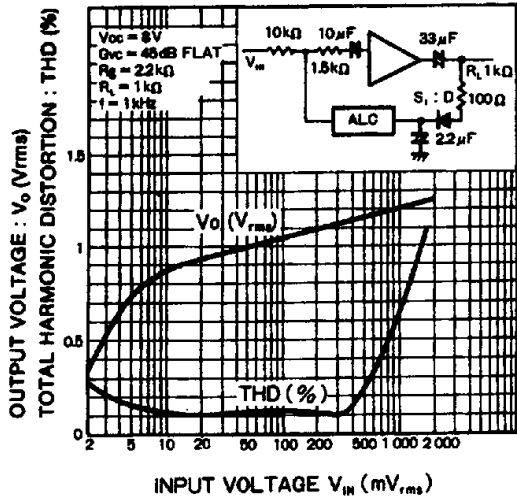 OUTPUT VOLTAGE : Vo (Vrms)
TOTAL HARMONIC DISTORTION : THD (%)
Vcc = 8V
Gvc = 46dB FLAT
Rg = 2.2kΩ
RL = 1kΩ
f = 1kHz
10kΩ
10μF
33μF
VIN
1.5kΩ
RL 1kΩ
100Ω
Si : D
ALC
2.2μF
1.5
Vo (Vrms)
1
0.5
THD (%)
0
2
5
10
20
50
100
200
500
1 000
2 000
INPUT VOLTAGE VIN (mVrms)